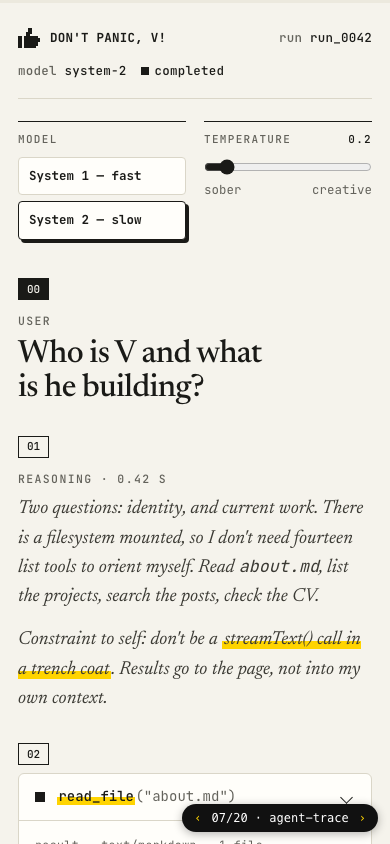 DON'T PANIC, V!
run run_0042
model system-2 completed
MODEL
System 1 — fast
System 2 — slow
TEMPERATURE 0.2
sober creative
00
USER
Who is V and what
is he building?
01
REASONING · 0.42 S
Two questions: identity, and current work. There
is a filesystem mounted, so I don't need fourteen
list tools to orient myself. Read about.md, list
the projects, search the posts, check the CV.
Constraint to self: don't be a streamText() call in
a trench coat. Results go to the page, not into my
own context.
02
read_file("about.md")
‹ 07/20 · agent-trace ›